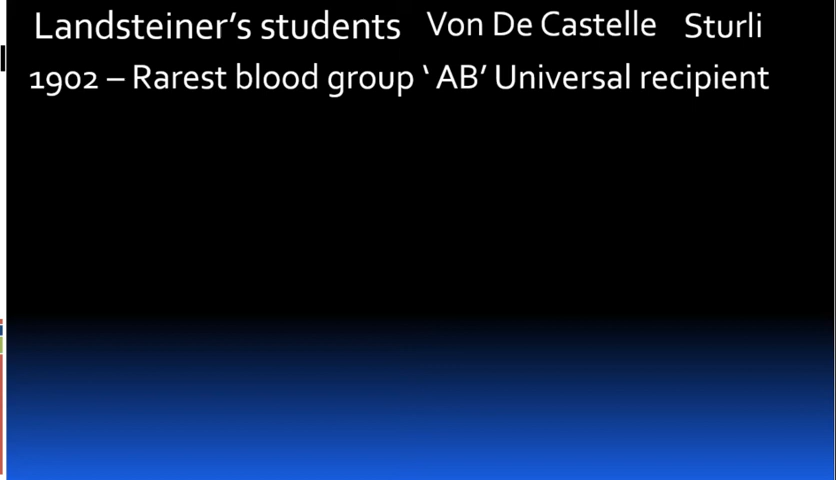 Landsteiner’s students Von De Castelle Sturli
1902 – Rarest blood group ‘ AB’ Universal recipient